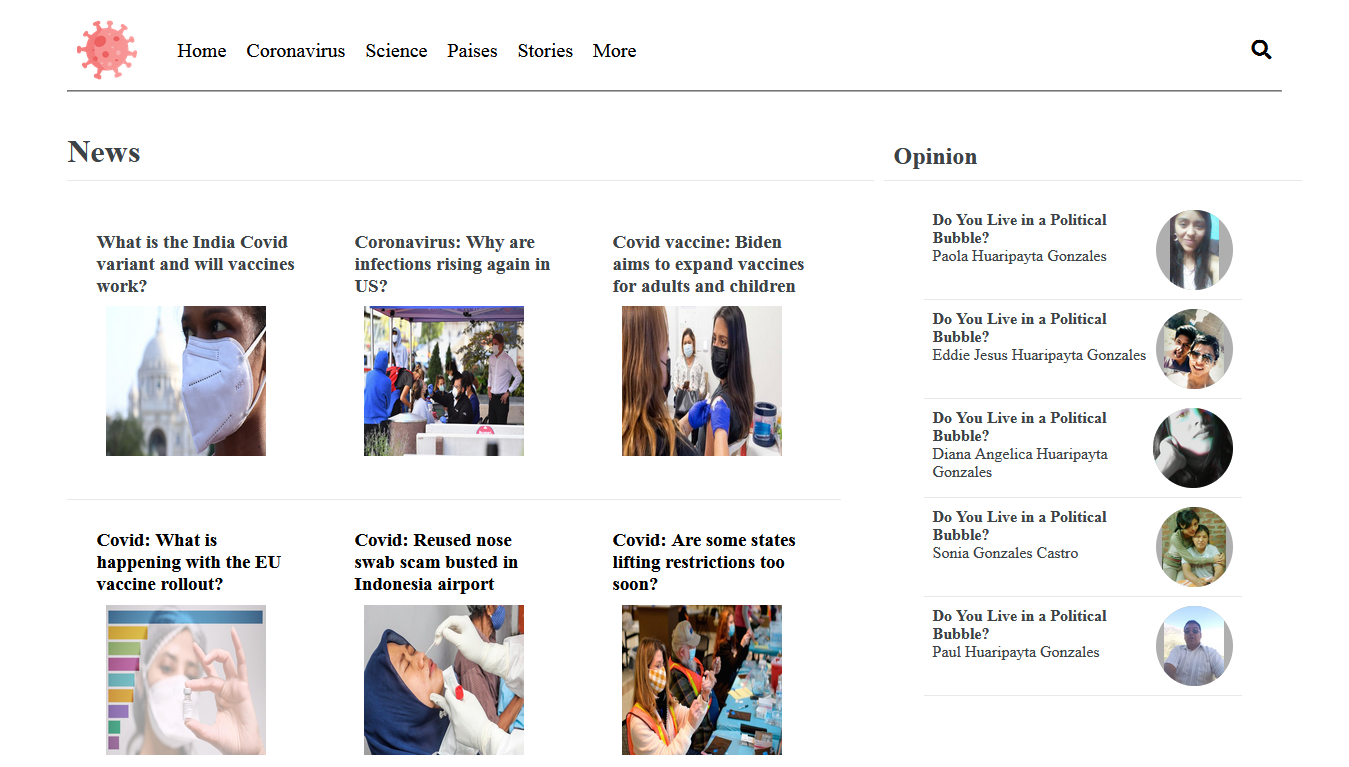 Home Coronavirus Science Paises Stories More
News
What is the India Covid
variant and will vaccines
work?
Coronavirus: Why are
infections rising again in
US?
Covid vaccine: Biden
aims to expand vaccines
for adults and children
Covid: What is
happening with the EU
vaccine rollout?
Covid: Reused nose
swab scam busted in
Indonesia airport
Covid: Are some states
lifting restrictions too
soon?
Opinion
Do You Live in a Political
Bubble?
Paola Huaripayta Gonzales
Do You Live in a Political
Bubble?
Eddie Jesus Huaripayta Gonzales
Do You Live in a Political
Bubble?
Diana Angelica Huaripayta
Gonzales
Do You Live in a Political
Bubble?
Sonia Gonzales Castro
Do You Live in a Political
Bubble?
Paul Huaripayta Gonzales